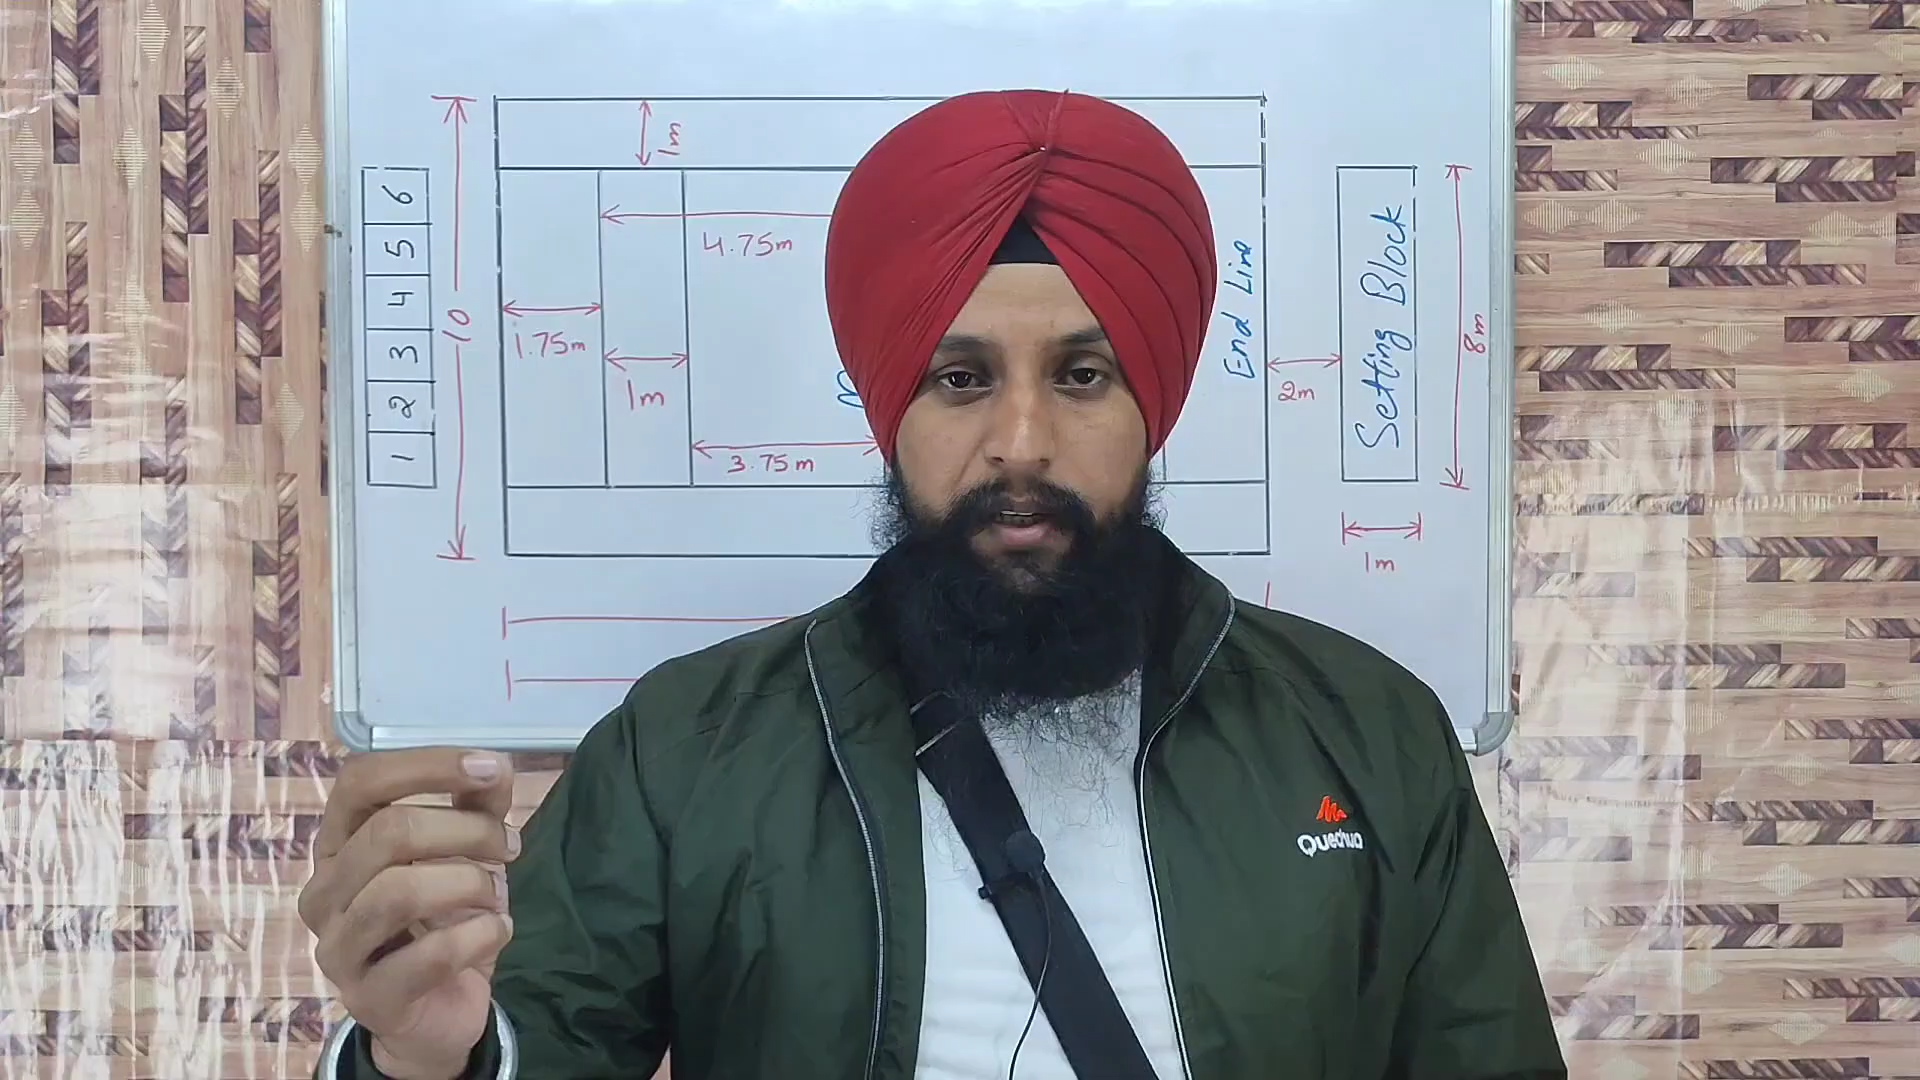 1m
6
5
4
3
2
1
10
4.75m
1.75m
1m
3.75m
End Line
2m
Setting Block
8m
1m
Quechua